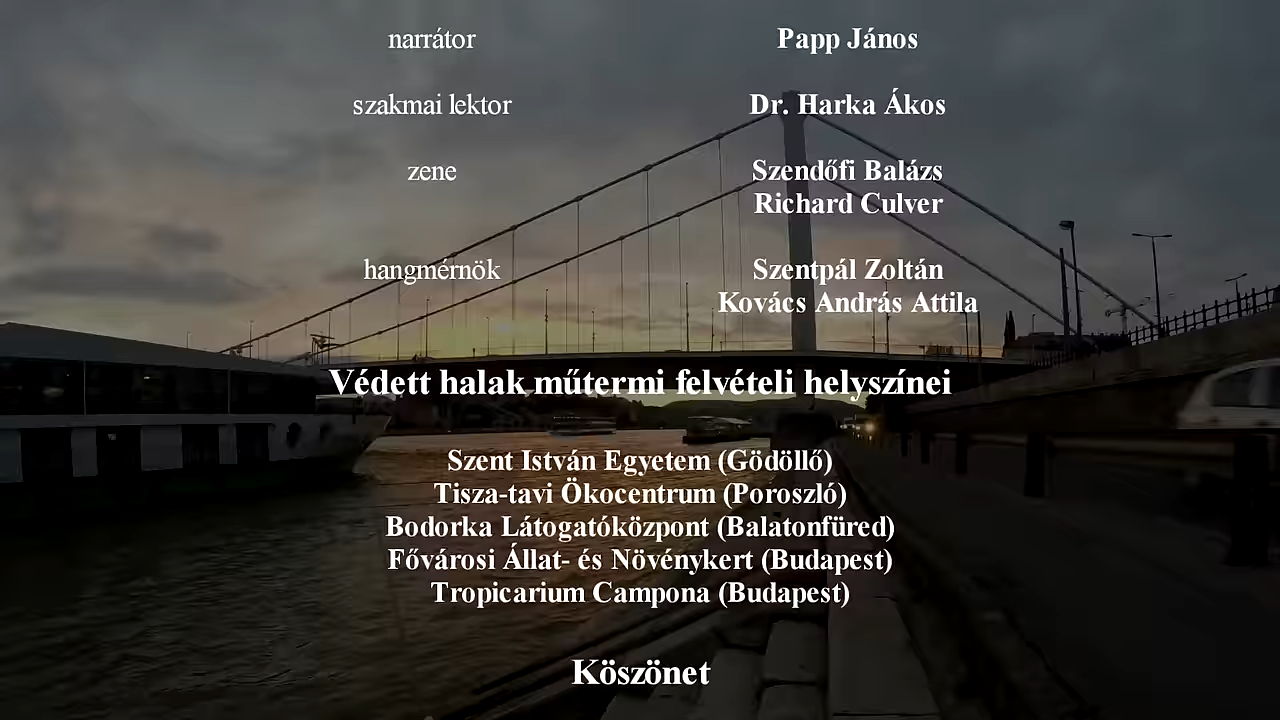 narrátor Papp János
szakmai lektor Dr. Harka Ákos
zene Szendőfi Balázs
Richard Culver
hangmérnök Szentpál Zoltán
Kovács András Attila
Védett halak műtermi felvételi helyszínei
Szent István Egyetem (Gödöllő)
Tisza-tavi Ökocentrum (Poroszló)
Bodorka Látogatóközpont (Balatonfüred)
Fővárosi Állat- és Növénykert (Budapest)
Tropicarium Campona (Budapest)
Köszönet